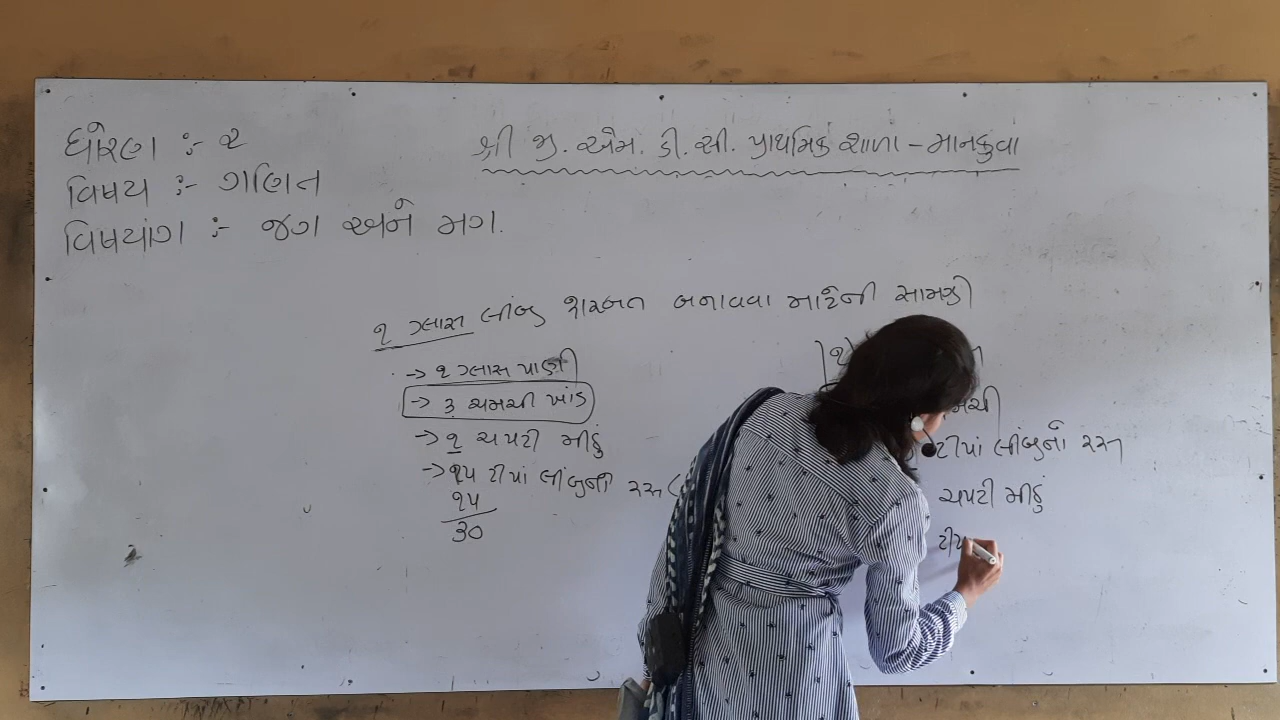 ધોરણ :- ૨
શ્રી જી. એમ. ડી. સી. પ્રાથમિક શાળા - માનકુવા
વિષય :- ગણિત
વિષયાંગ :- જગ અને મગ.
૧ ગ્લાસ લીંબુ શરબત બનાવવા માટેની સામગ્રી
→ ૧ ગ્લાસ પાણી
→ ૩ ચમચી ખાંડ
→ ૧ ચપટી મીઠું
→ ૧૫ ટીપાં લીંબુનો રસ
૧૫
૩૦
મચી
ટીપાં લીંબુનો રસ
ચપટી મીઠું